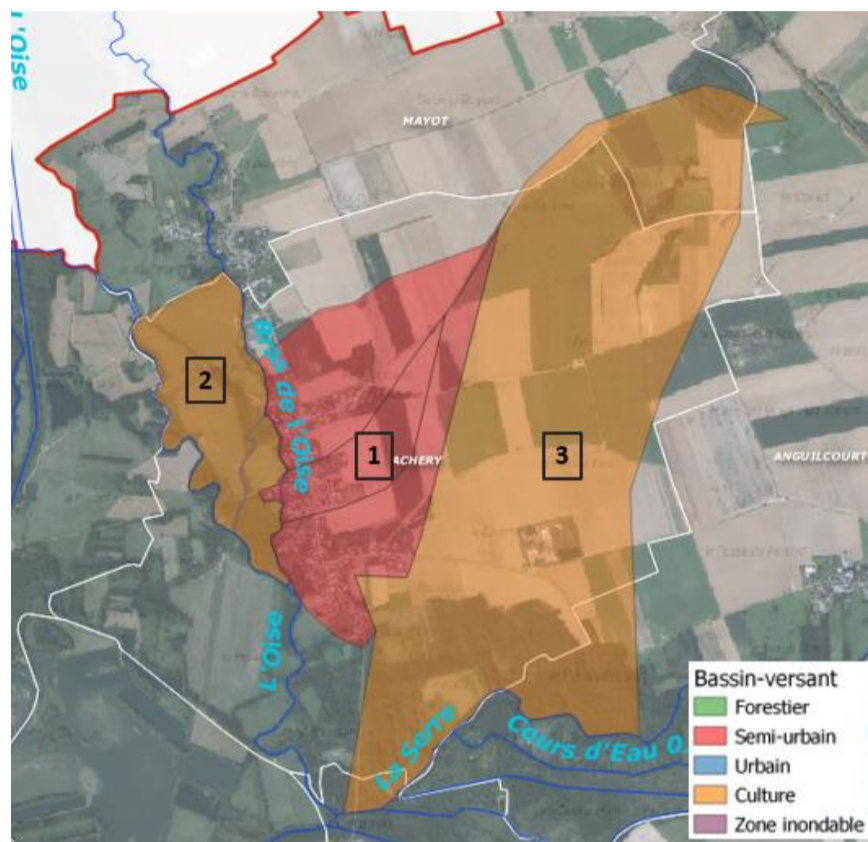 L'Oise
MAYOT
Bras de l'Oise
2
1
ACHERY
3
ANGUILCOURT
L'Oise
La Serre
Cours d'Eau 0
Bassin-versant
Forestier
Semi-urbain
Urbain
Culture
Zone inondable